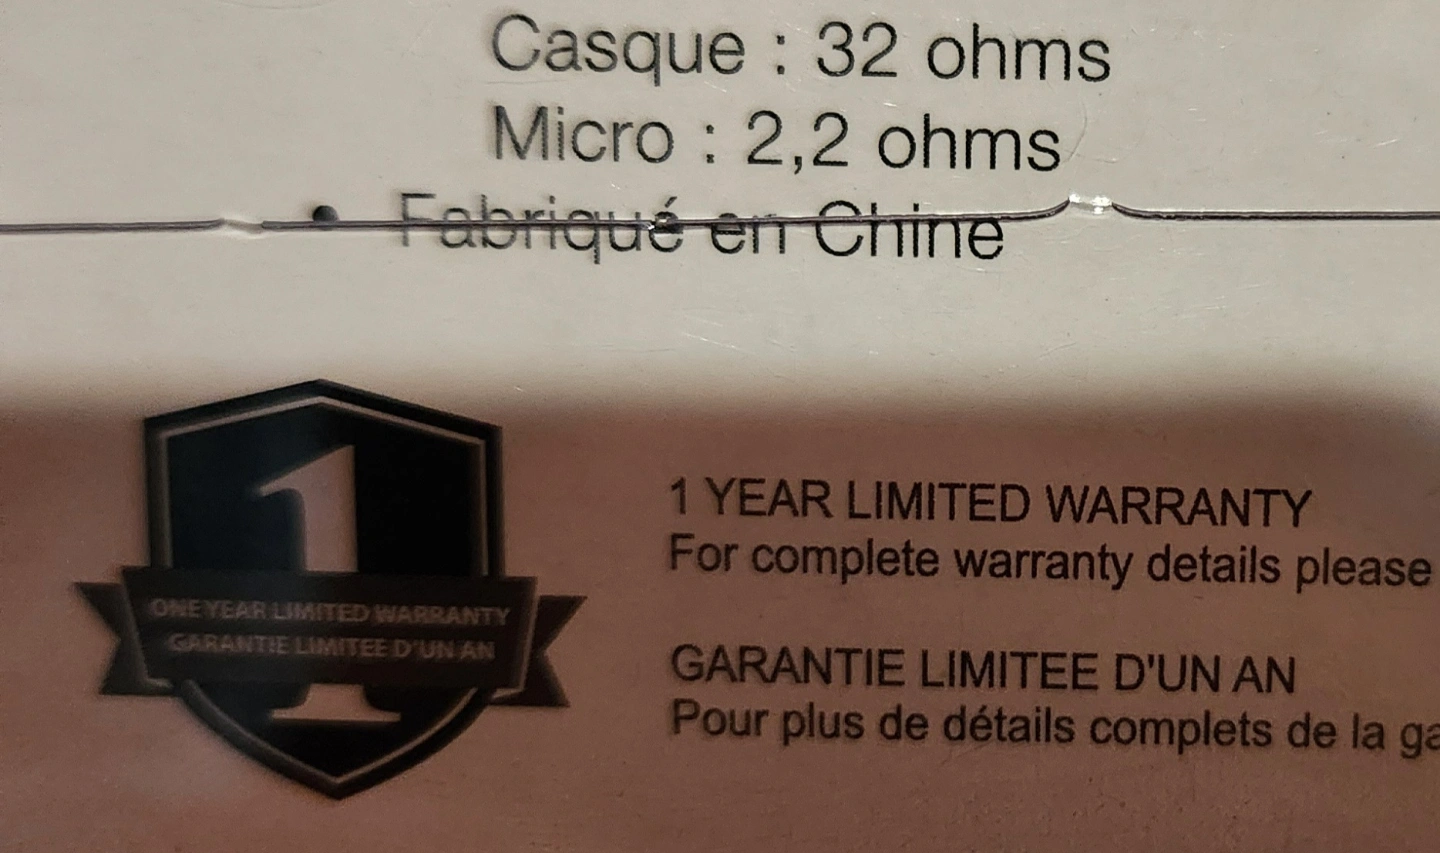 Casque : 32 ohms
Micro : 2,2 ohms
• Fabriqué en Chine
1
ONE YEAR LIMITED WARRANTY
GARANTIE LIMITEE D'UN AN
1 YEAR LIMITED WARRANTY
For complete warranty details please
GARANTIE LIMITEE D'UN AN
Pour plus de détails complets de la ga